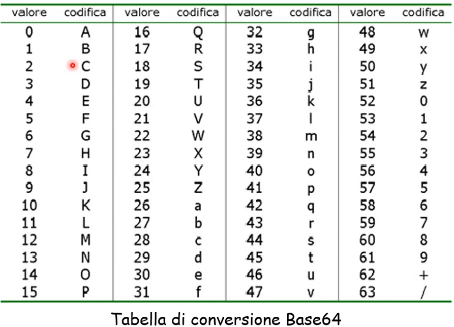 valore codifica valore codifica valore codifica valore codifica
0 A 16 Q 32 g 48 w
1 B 17 R 33 h 49 x
2 C 18 S 34 i 50 y
3 D 19 T 35 j 51 z
4 E 20 U 36 k 52 0
5 F 21 V 37 l 53 1
6 G 22 W 38 m 54 2
7 H 23 X 39 n 55 3
8 I 24 Y 40 o 56 4
9 J 25 Z 41 p 57 5
10 K 26 a 42 q 58 6
11 L 27 b 43 r 59 7
12 M 28 c 44 s 60 8
13 N 29 d 45 t 61 9
14 O 30 e 46 u 62 +
15 P 31 f 47 v 63 /
Tabella di conversione Base64